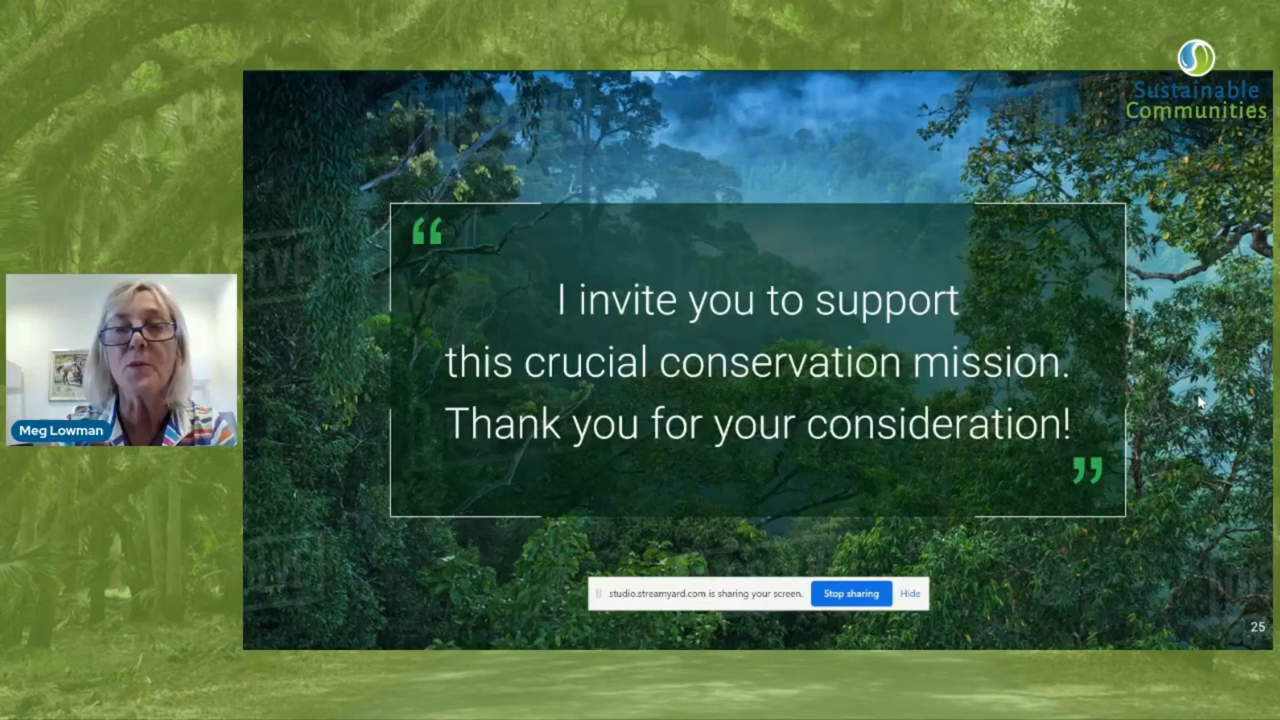 Sustainable
Communities
“
I invite you to support
this crucial conservation mission.
Thank you for your consideration!
”
Meg Lowman
studio.streamyard.com is sharing your screen.
Stop sharing
Hide
25